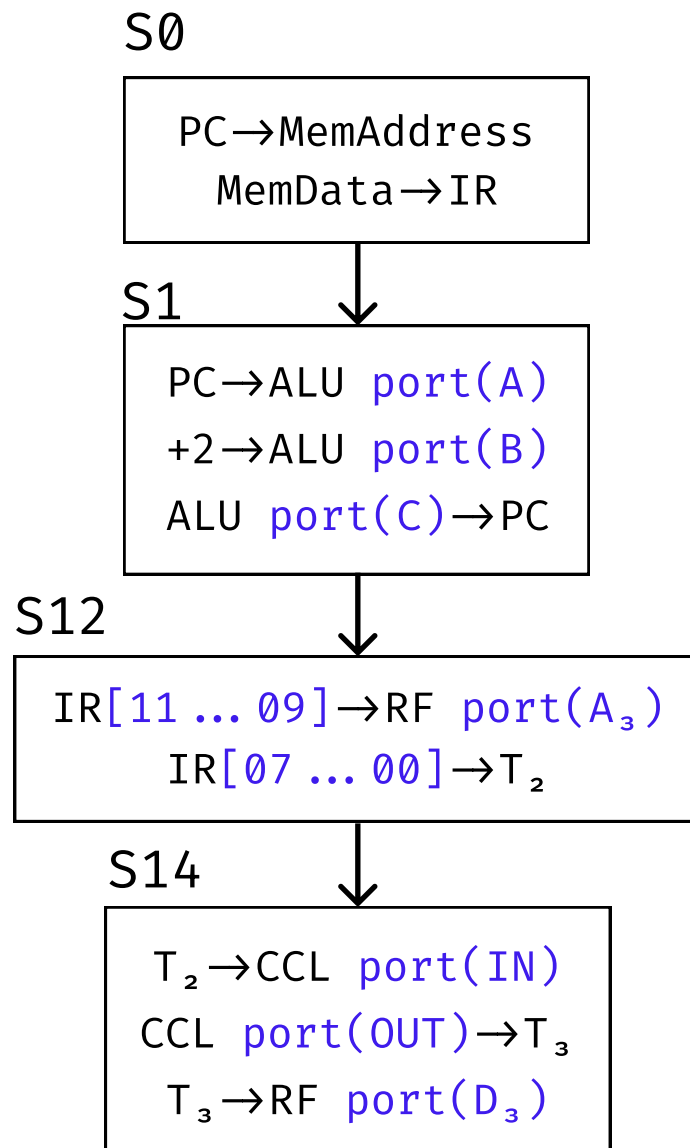 S0
PC→MemAddress
MemData→IR
S1
PC→ALU port(A)
+2→ALU port(B)
ALU port(C)→PC
S12
IR[11 ... 09]→RF port(A₃)
IR[07 ... 00]→T₂
S14
T₂→CCL port(IN)
CCL port(OUT)→T₃
T₃→RF port(D₃)